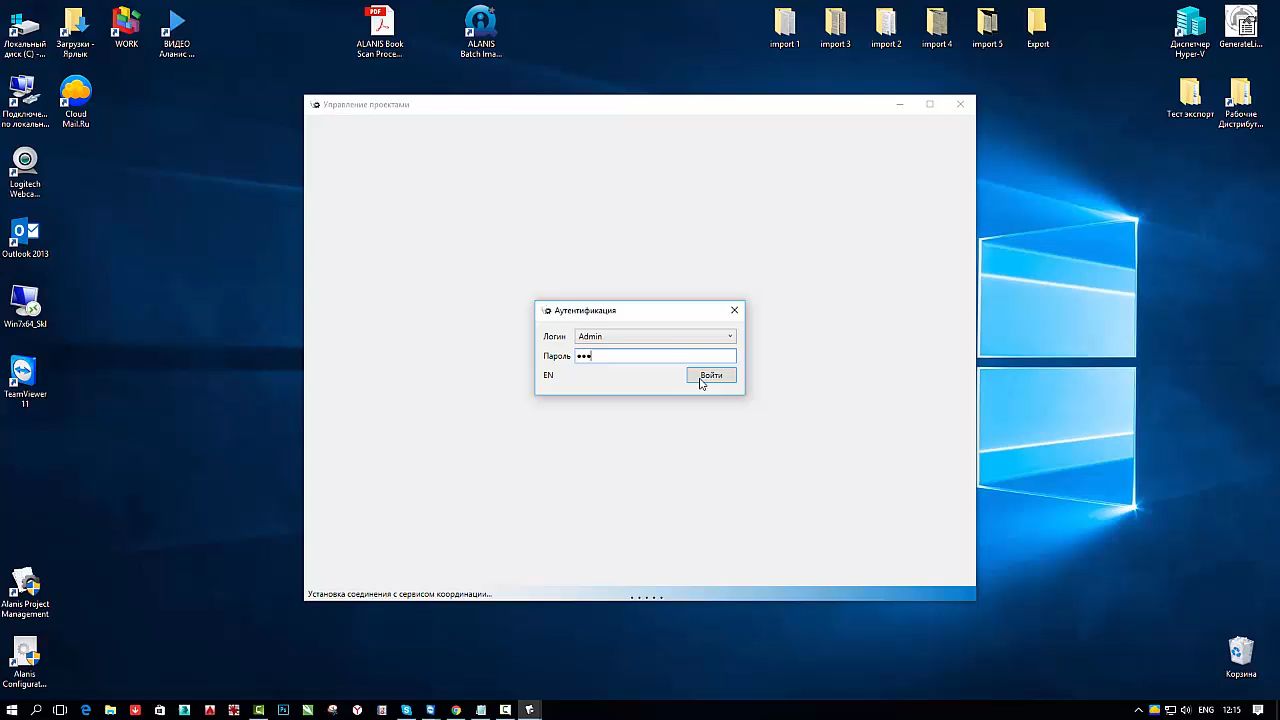 Локальный
диск (C) -...
Загрузки -
Ярлык
WORK
ВИДЕО
Аланис ...
PDF
ALANIS Book
Scan Proce...
ALANIS
Batch Ima...
import 1
import 3
import 2
import 4
import 5
Export
Диспетчер
Hyper-V
GenerateLi...
Подключе...
по локальн...
Cloud
Mail.Ru
Тест экспорт
Рабочие
Дистрибут...
Logitech
Webca...
Outlook 2013
Win7x64_Skl
TeamViewer
11
Alanis Project
Management
Alanis
Configurat...
Корзина
Управление проектами
Аутентификация
Логин
Admin
Пароль
EN
Войти
Установка соединения с сервисом координации...
ENG
12:15